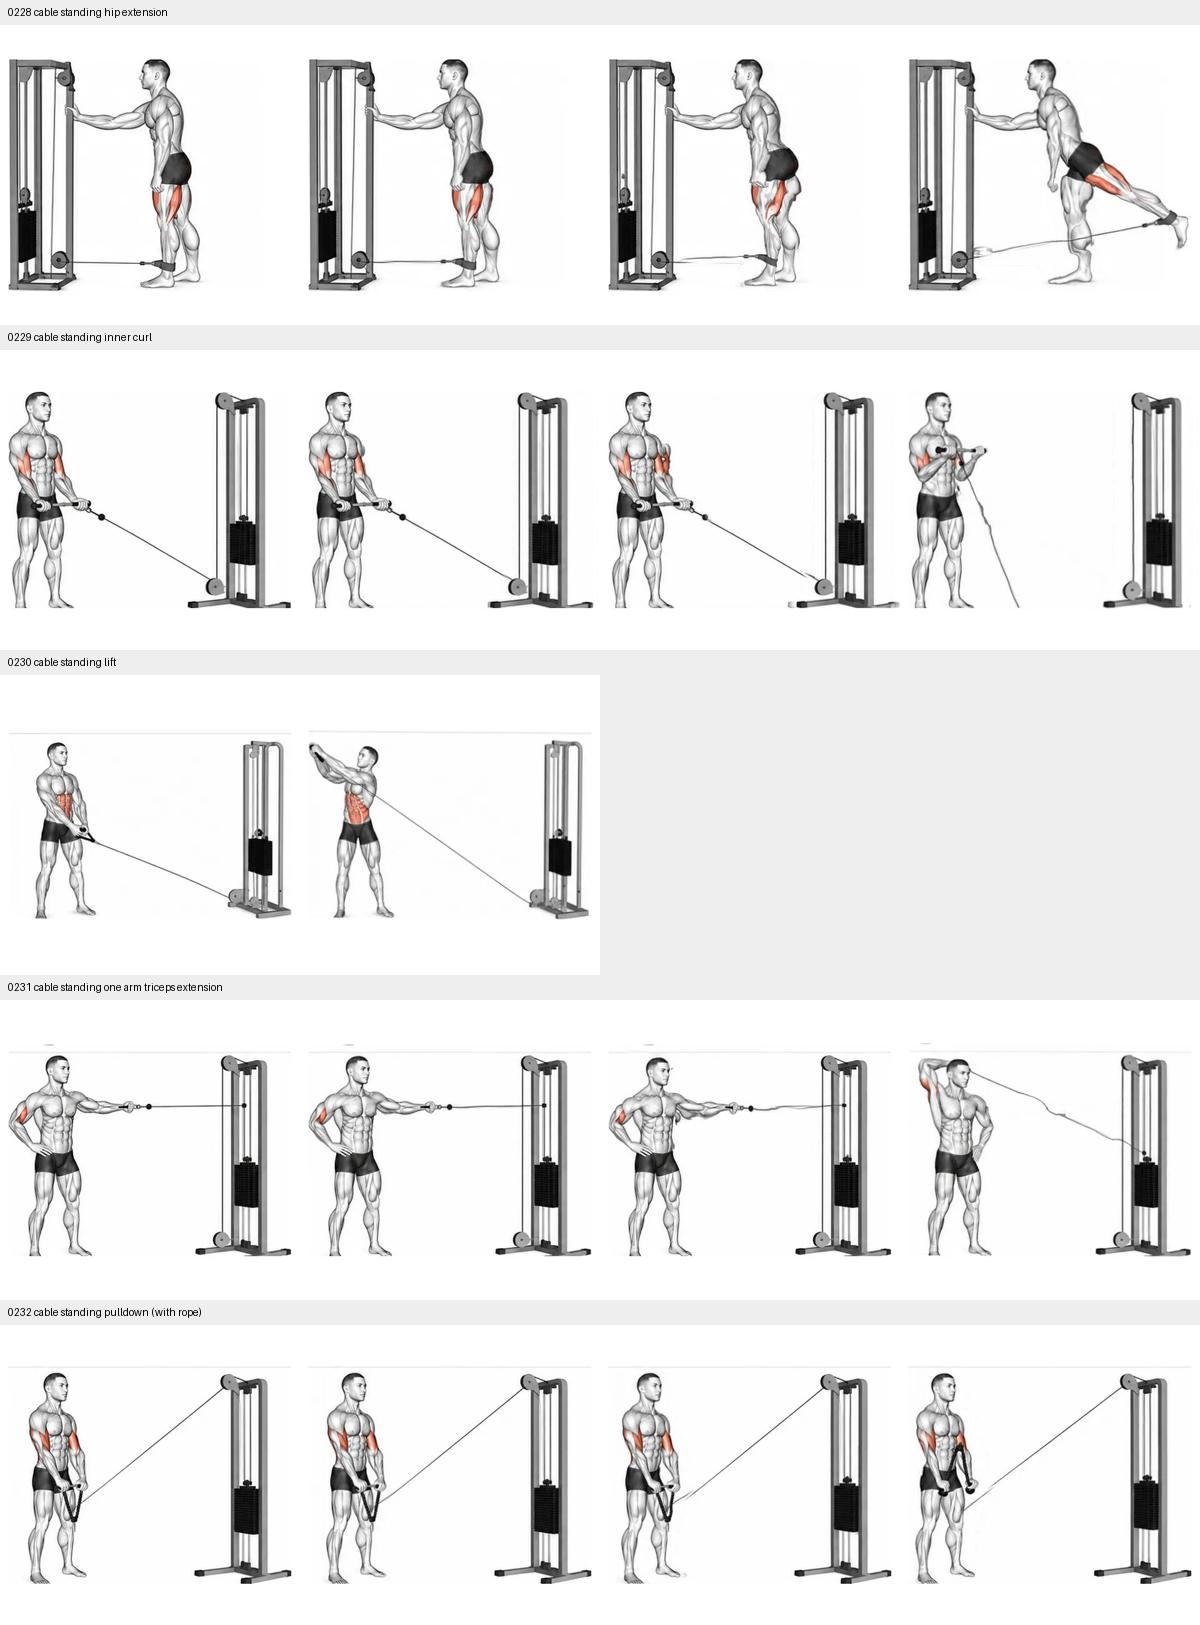 0228 cable standing hip extension
0229 cable standing inner curl
0230 cable standing lift
0231 cable standing one arm triceps extension
0232 cable standing pulldown (with rope)